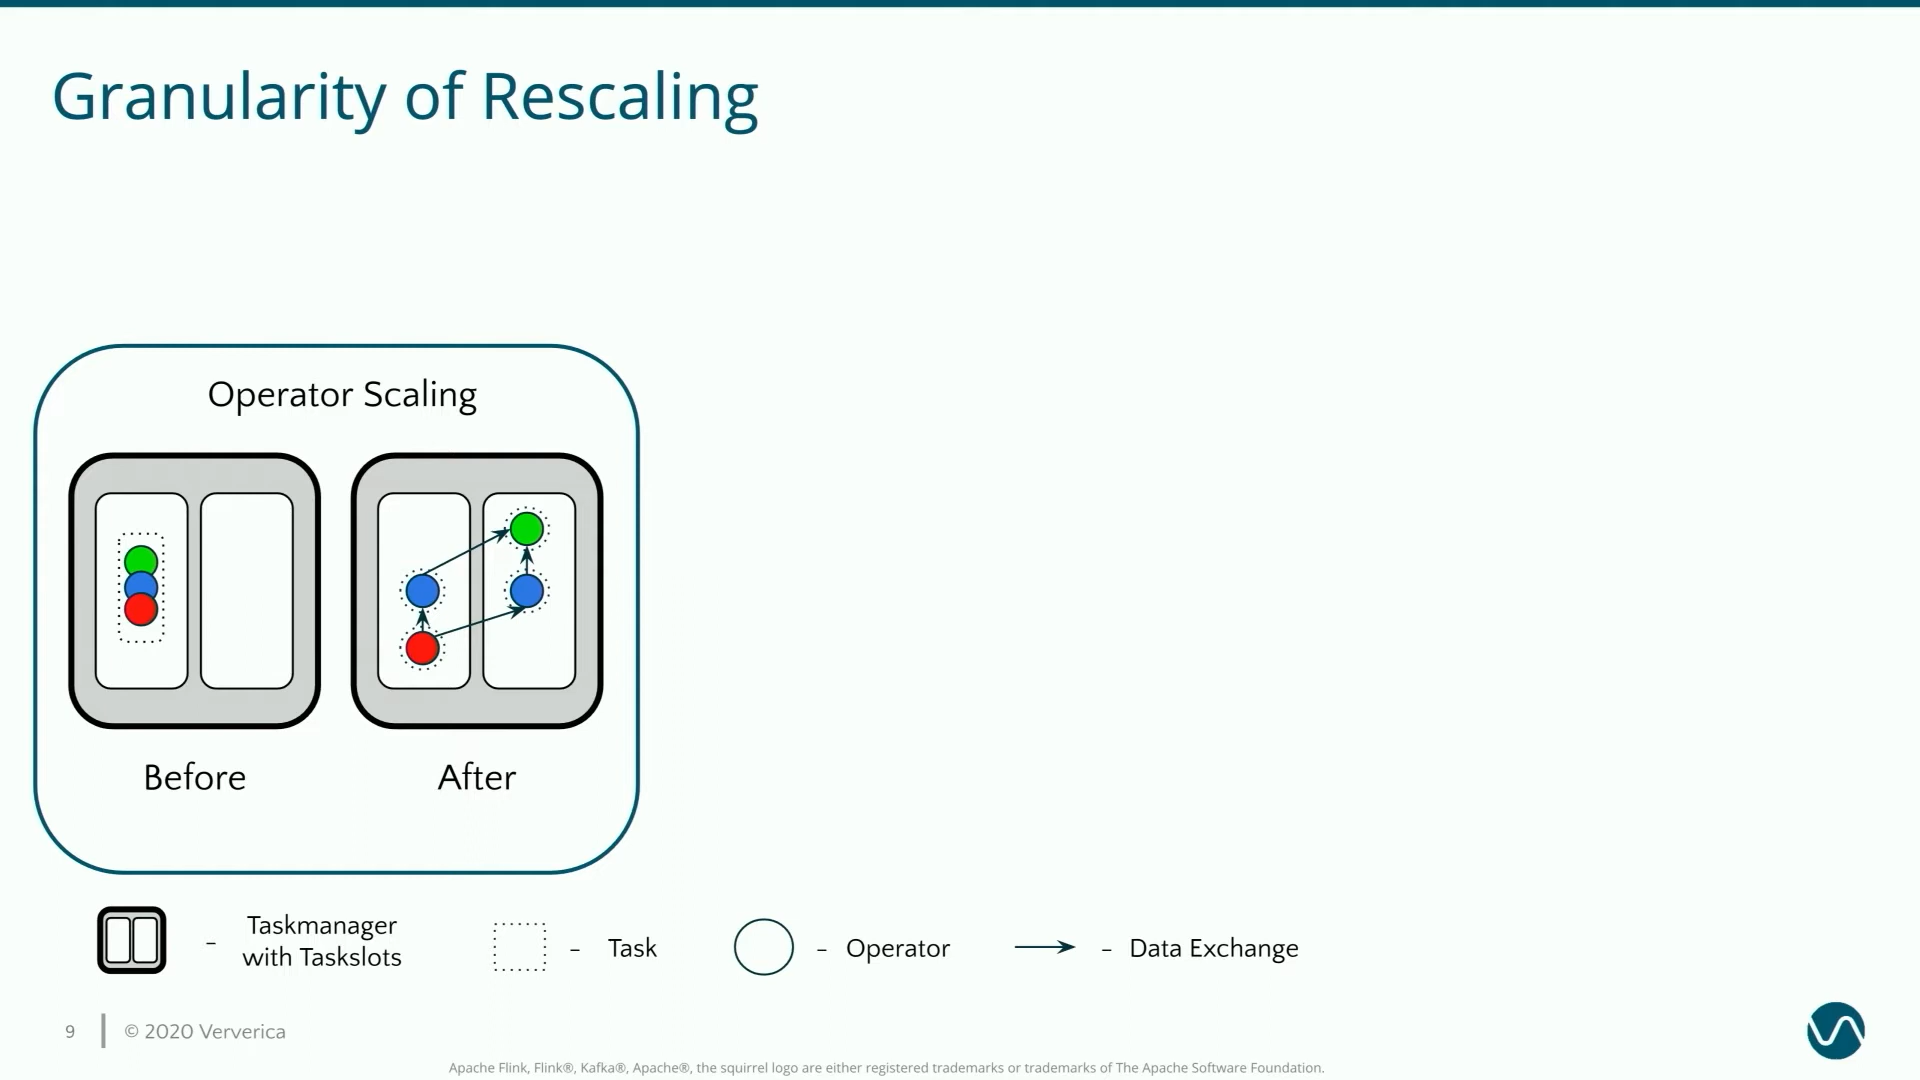 Granularity of Rescaling
Operator Scaling
Before
After
- Taskmanager
with Taskslots
- Task
- Operator
- Data Exchange
9
© 2020 Ververica
Apache Flink, Flink®, Kafka®, Apache®, the squirrel logo are either registered trademarks or trademarks of The Apache Software Foundation.